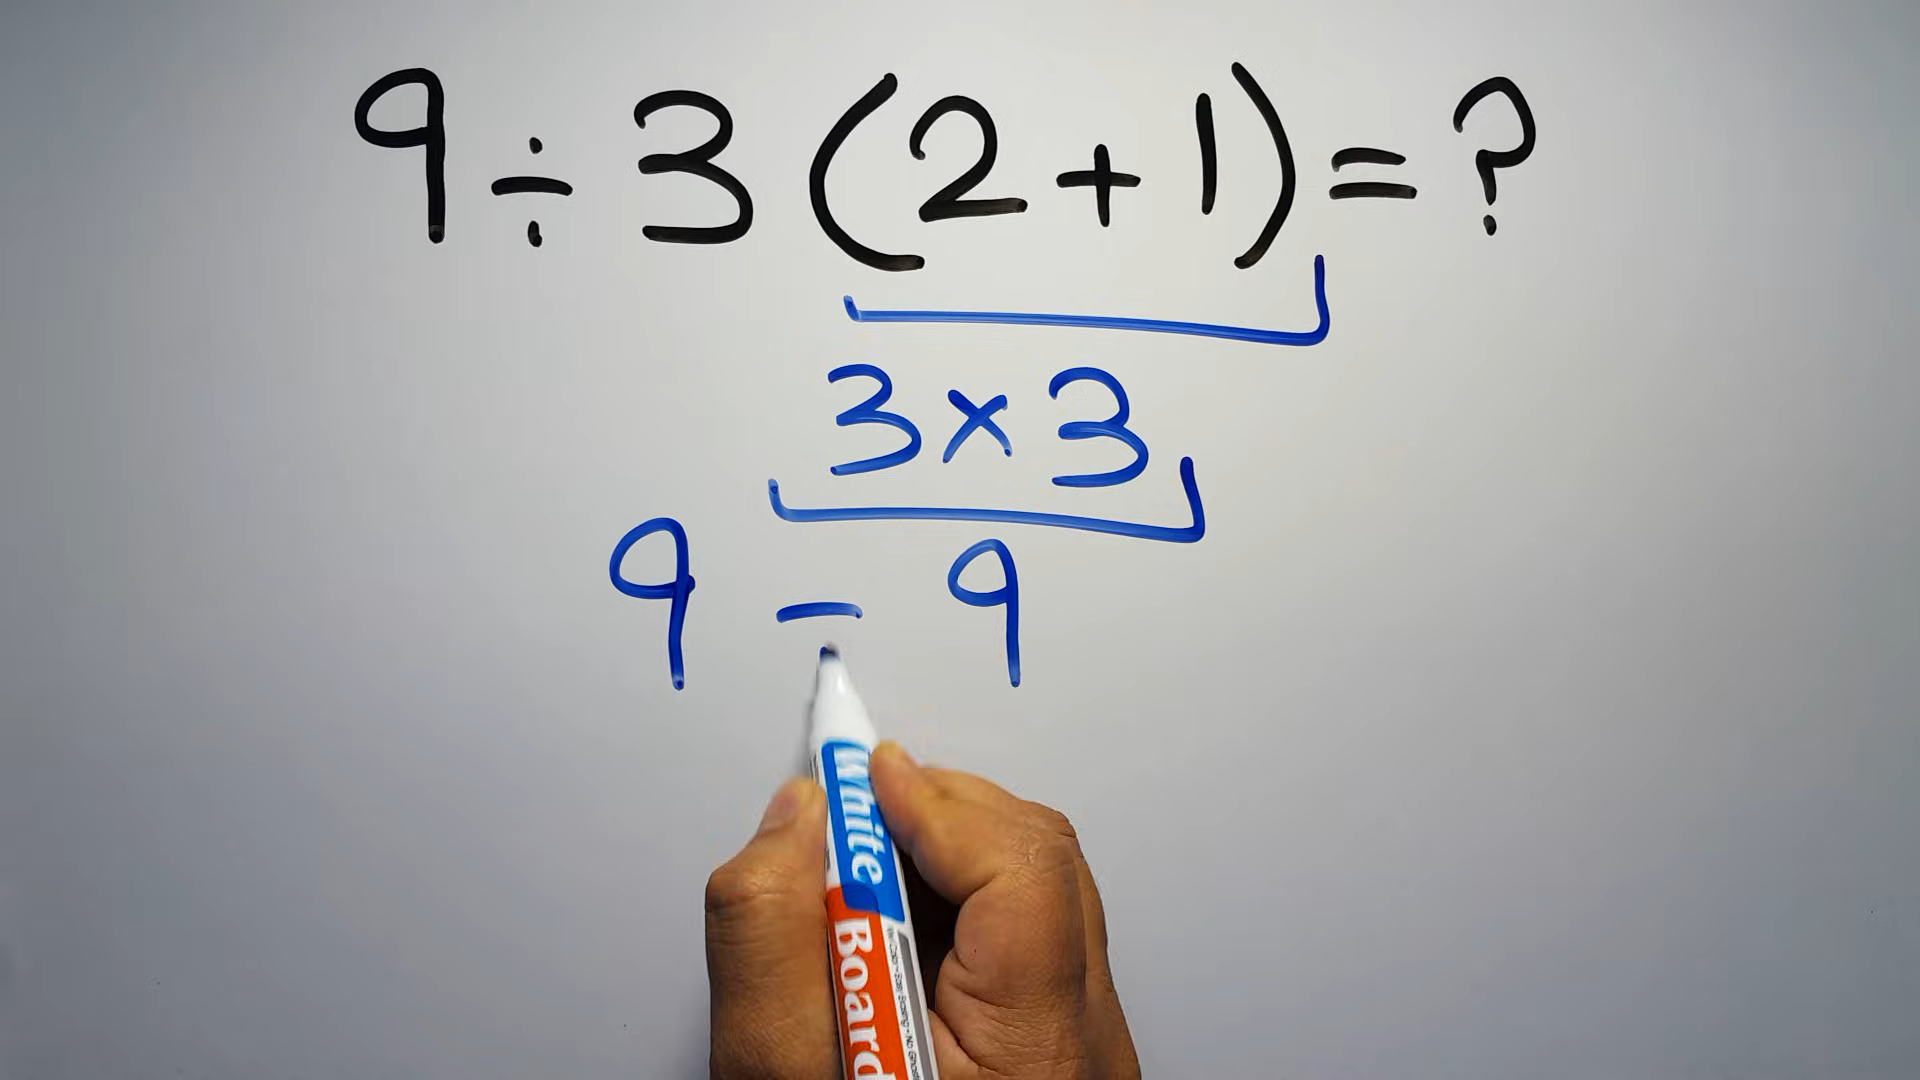 9 ÷ 3 (2 + 1) = ?
3 × 3
9 - 9
White Board